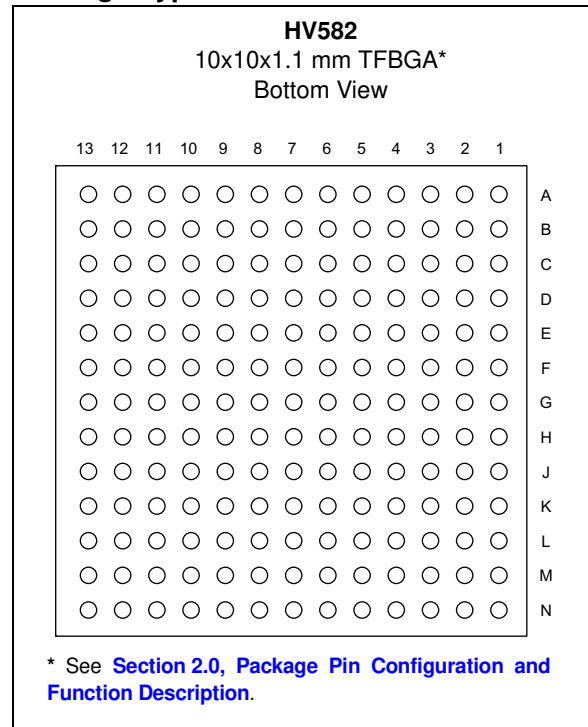 HV582
10x10x1.1 mm TFBGA*
Bottom View
13 12 11 10 9 8 7 6 5 4 3 2 1
A
B
C
D
E
F
G
H
J
K
L
M
N
* See Section 2.0, Package Pin Configuration and
Function Description.